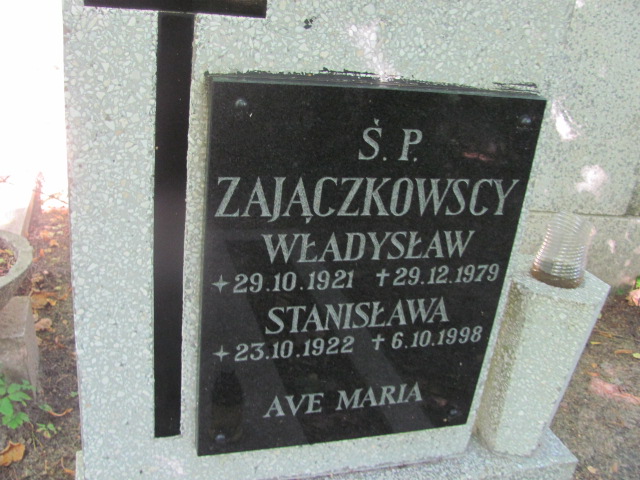 Ś. P.
ZAJĄCZKOWSCY
WŁADYSŁAW
+29.10.1921 †29.12.1979
STANISŁAWA
+23.10.1922 †6.10.1998
AVE MARIA